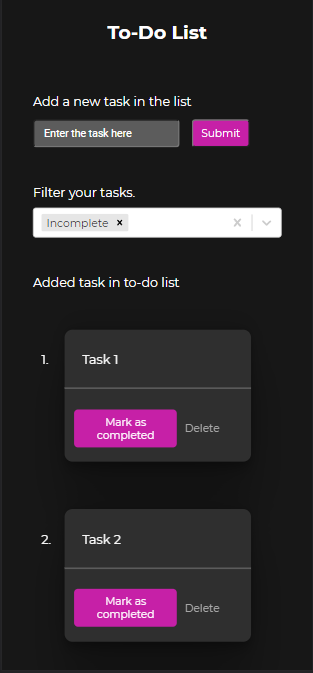 To-Do List
Add a new task in the list
Enter the task here
Submit
Filter your tasks.
Incomplete ×
Added task in to-do list
1.
Task 1
Mark as
completed
Delete
2.
Task 2
Mark as
completed
Delete